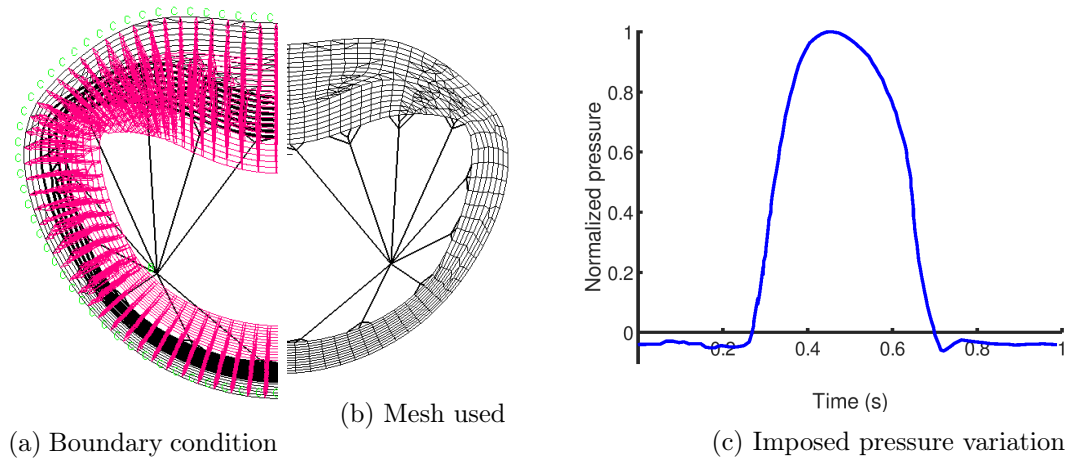 1
0.8
0.6
0.4
0.2
0
0.2 0.4 0.6 0.8 1
Normalized pressure
Time (s)
(a) Boundary condition
(b) Mesh used
(c) Imposed pressure variation